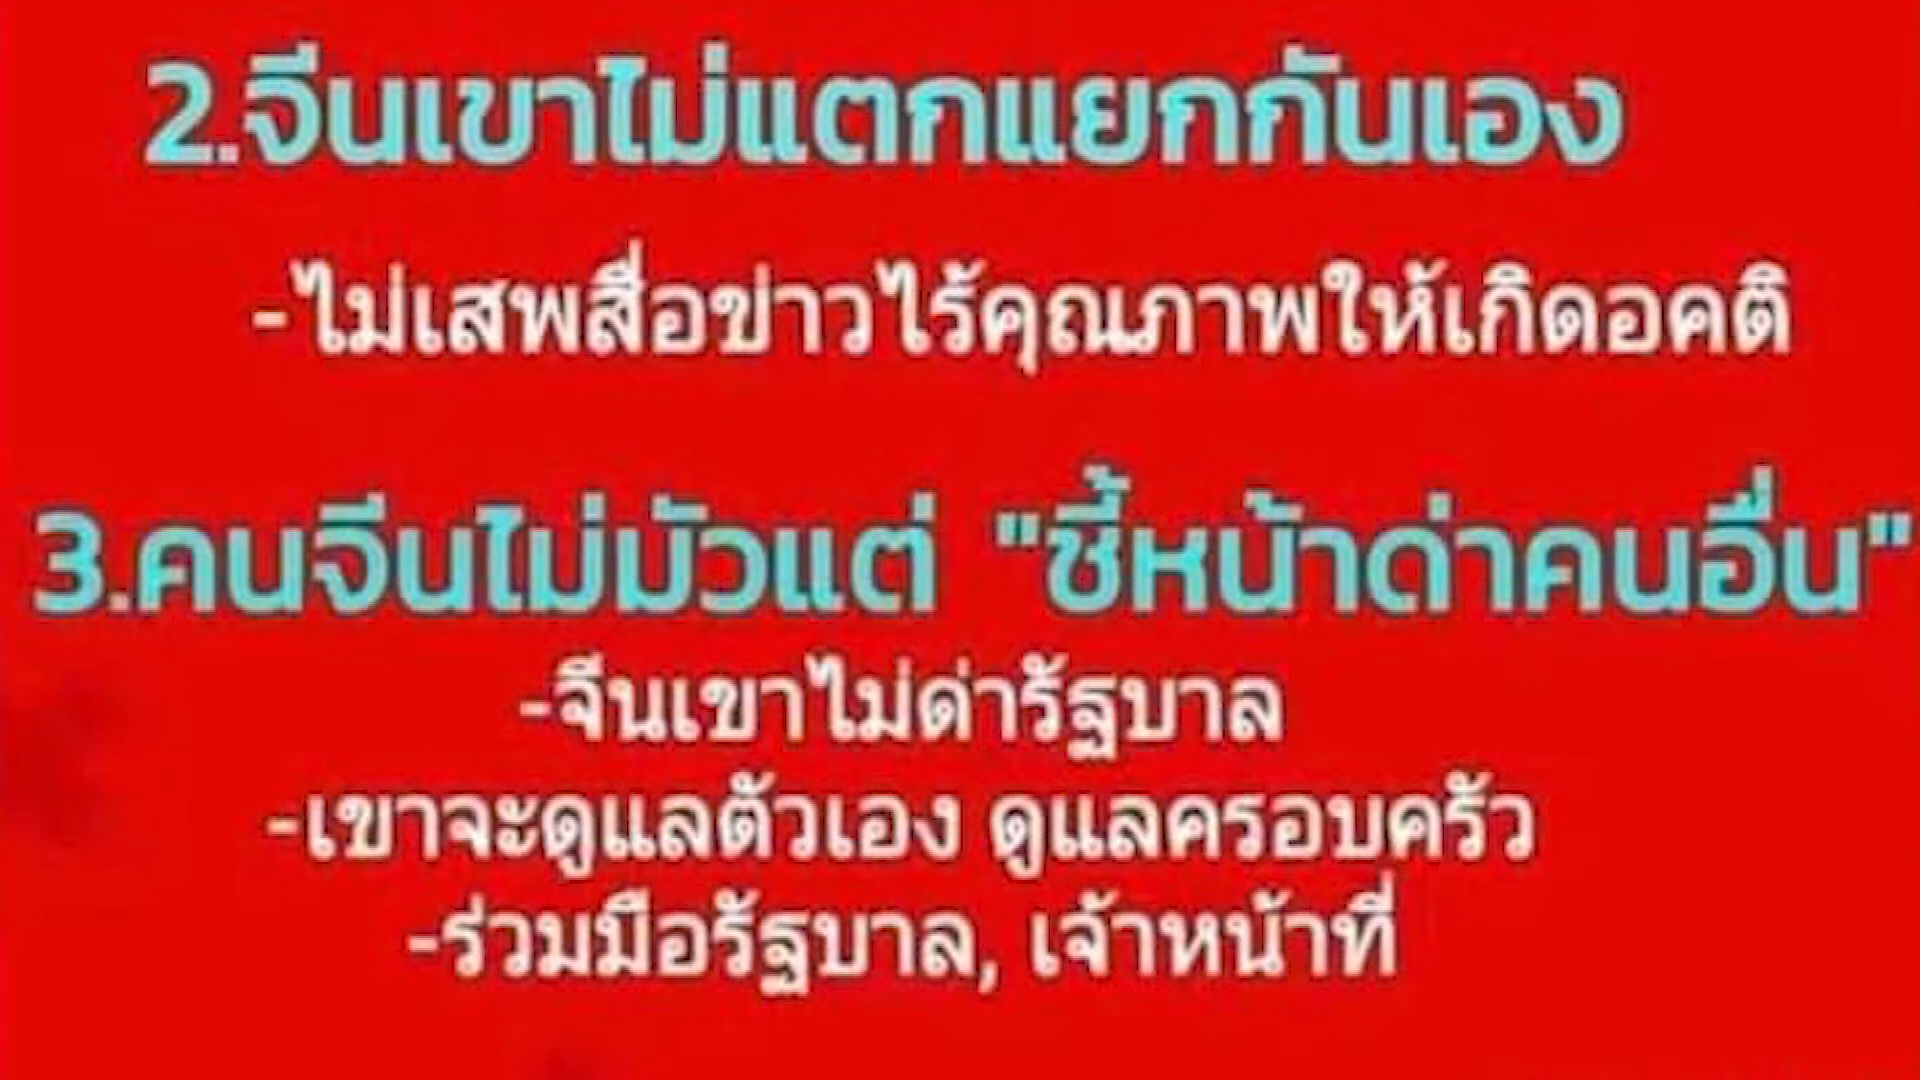 2.จีนเขาไม่แตกแยกกันเอง
-ไม่เสพสื่อข่าวไร้คุณภาพให้เกิดอคติ
3.คนจีนไม่มัวแต่ "ชี้หน้าด่าคนอื่น"
-จีนเขาไม่ด่ารัฐบาล
-เขาจะดูแลตัวเอง ดูแลครอบครัว
-ร่วมมือรัฐบาล, เจ้าหน้าที่